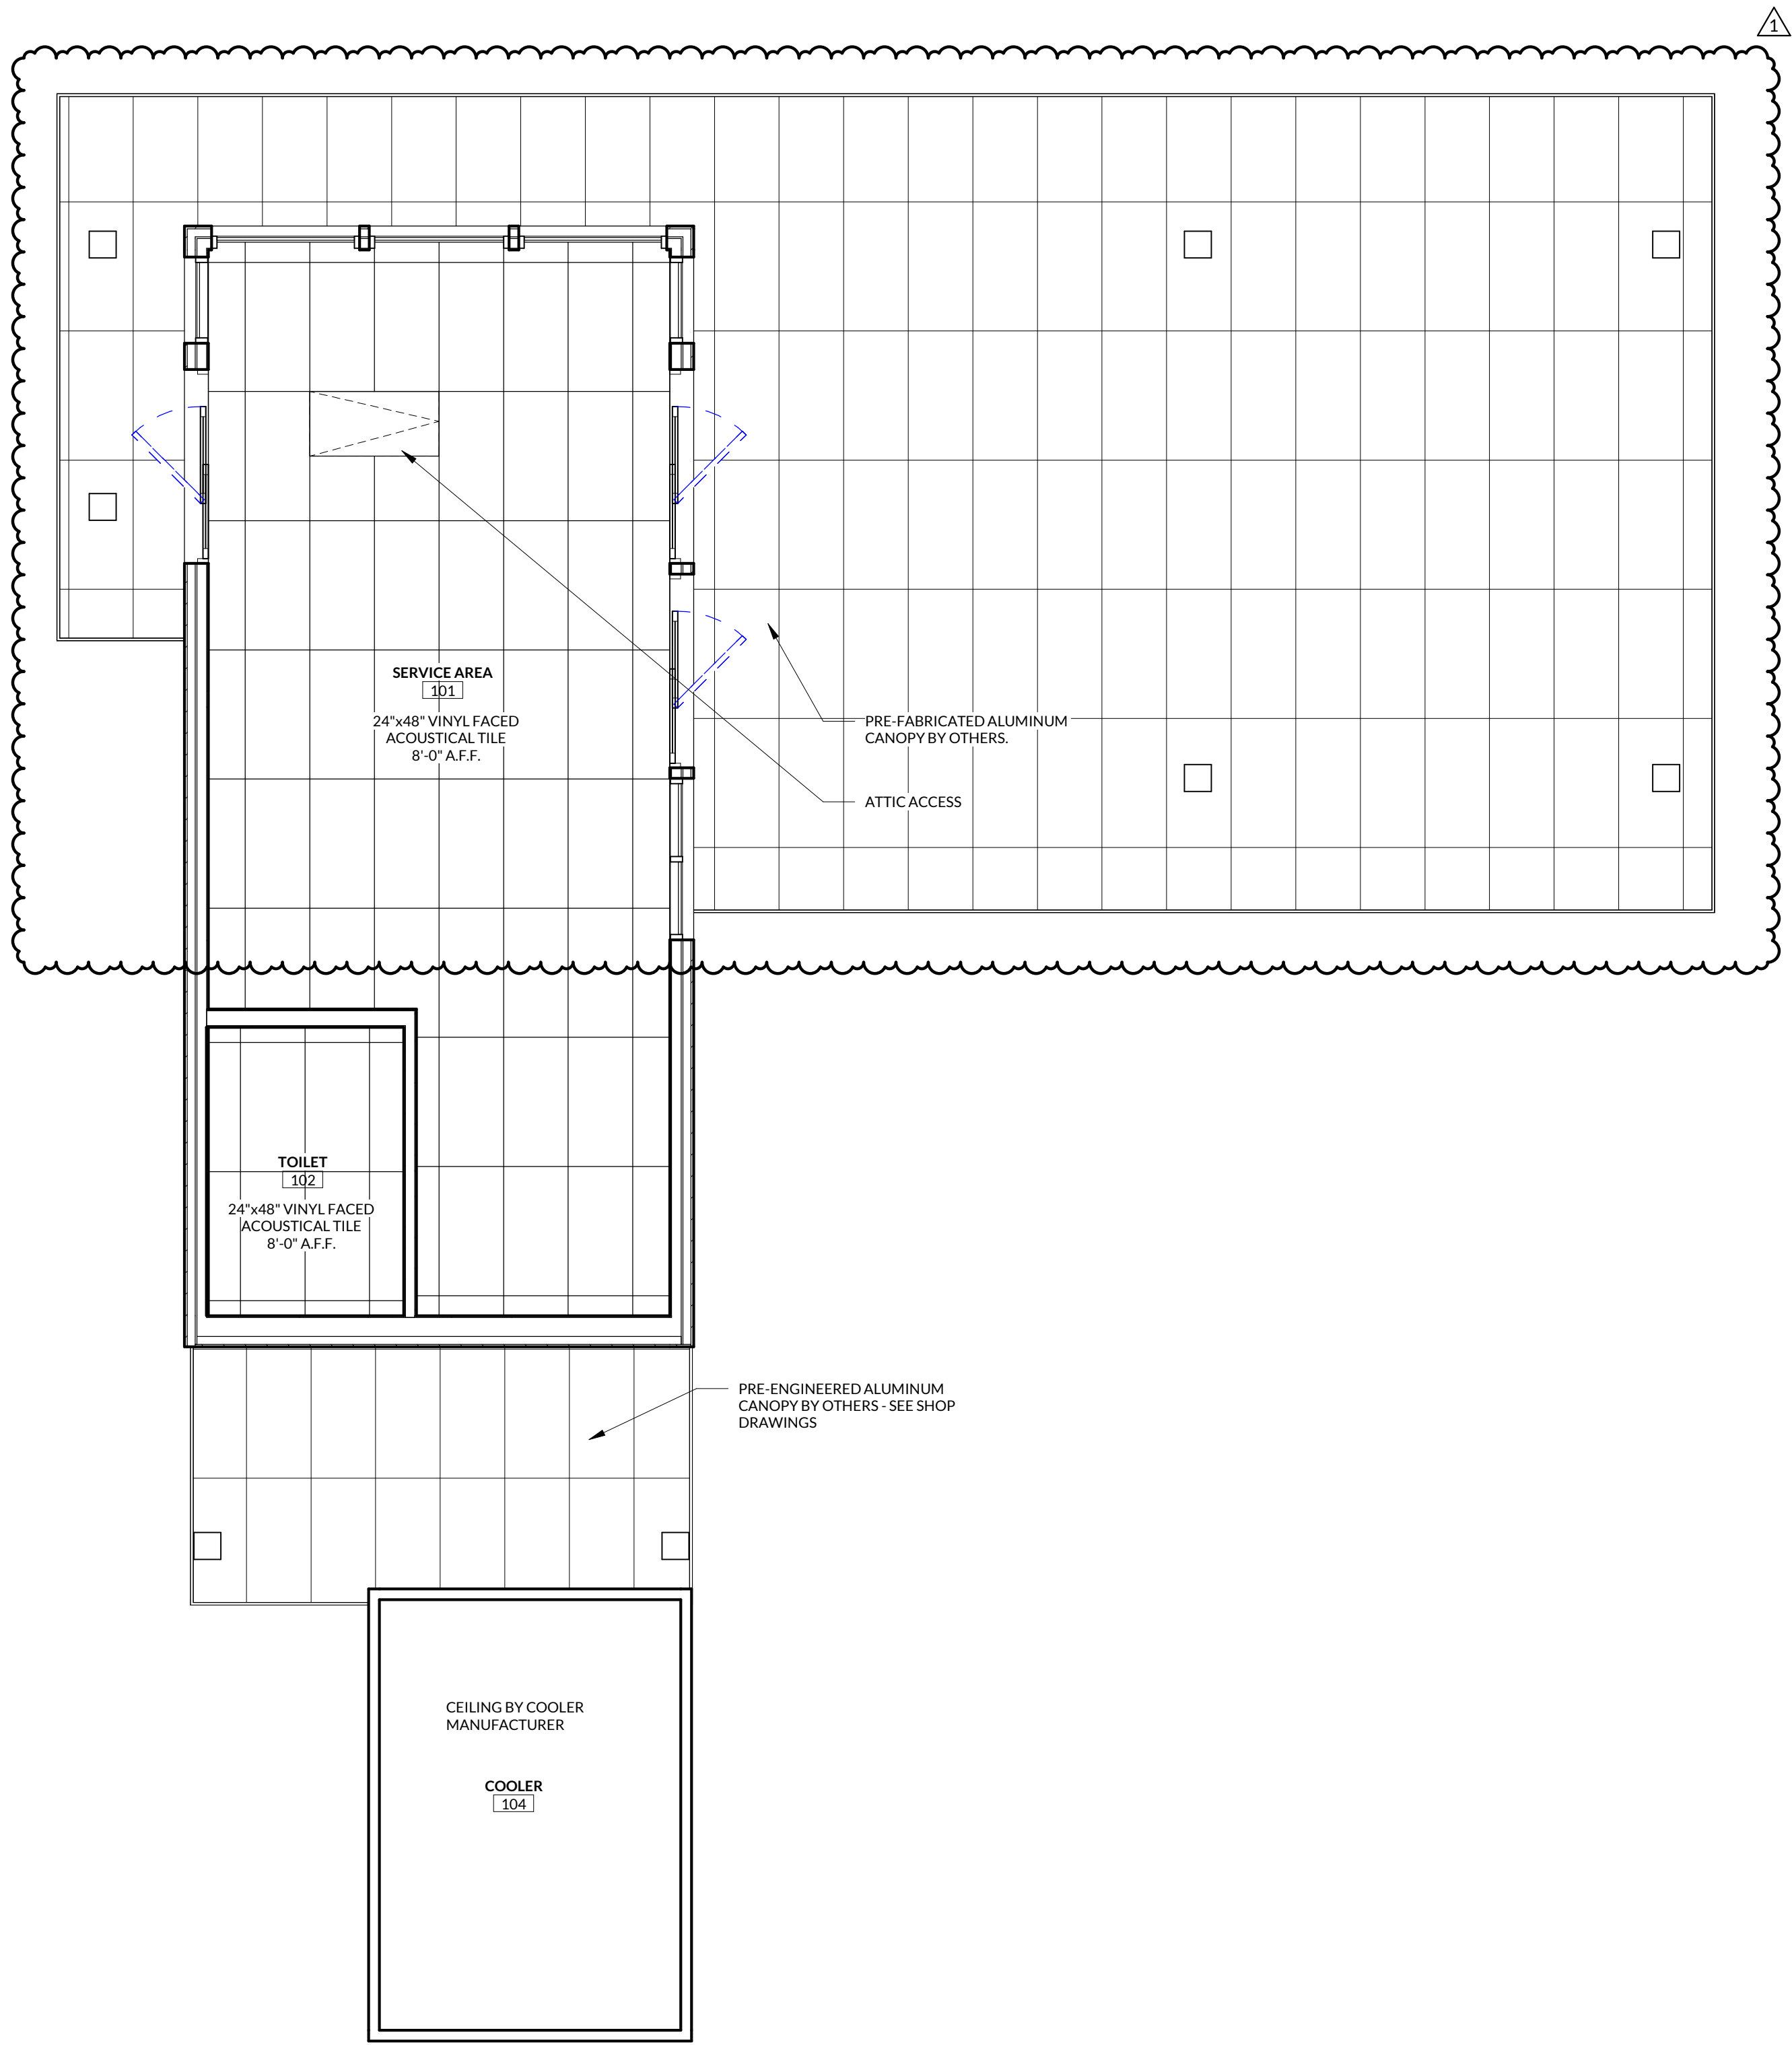 1
SERVICE AREA
101
24"x48" VINYL FACED
ACOUSTICAL TILE
8'-0" A.F.F.
PRE-FABRICATED ALUMINUM
CANOPY BY OTHERS.
ATTIC ACCESS
TOILET
102
24"x48" VINYL FACED
ACOUSTICAL TILE
8'-0" A.F.F.
PRE-ENGINEERED ALUMINUM
CANOPY BY OTHERS - SEE SHOP
DRAWINGS
CEILING BY COOLER
MANUFACTURER
COOLER
104